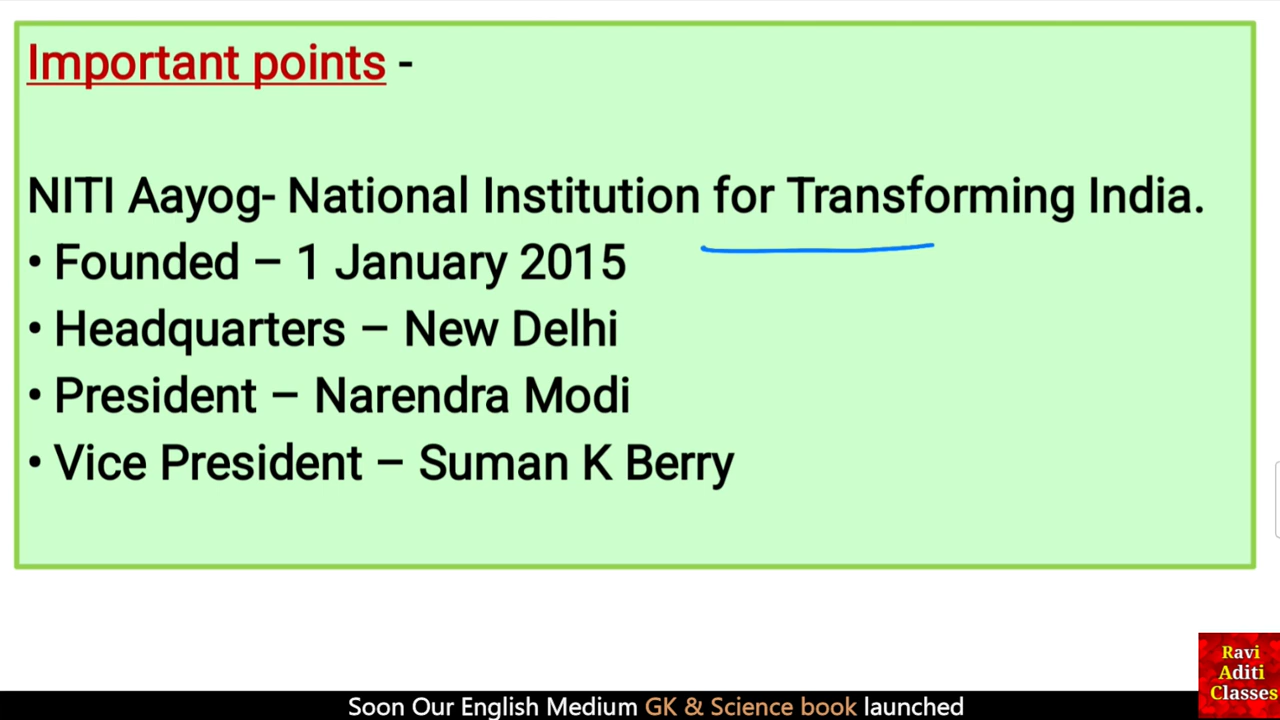 Important points -
NITI Aayog- National Institution for Transforming India.
• Founded – 1 January 2015
• Headquarters – New Delhi
• President – Narendra Modi
• Vice President – Suman K Berry
Ravi
Aditi
Classes
Soon Our English Medium GK & Science book launched